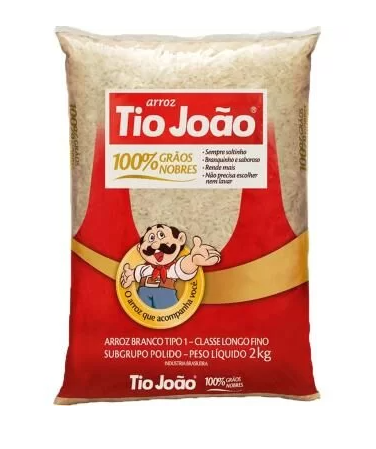 arroz
Tio João®
100% GRÃOS
NOBRES
• Sempre soltinho
• Branquinho e saboroso
• Rende mais
• Não precisa escolher
nem lavar
O arroz que acompanha você.
ARROZ BRANCO TIPO 1 - CLASSE LONGO FINO
SUBGRUPO POLIDO - PESO LÍQUIDO 2kg
INDÚSTRIA BRASILEIRA
Tio João® 100% GRÃOS
NOBRES